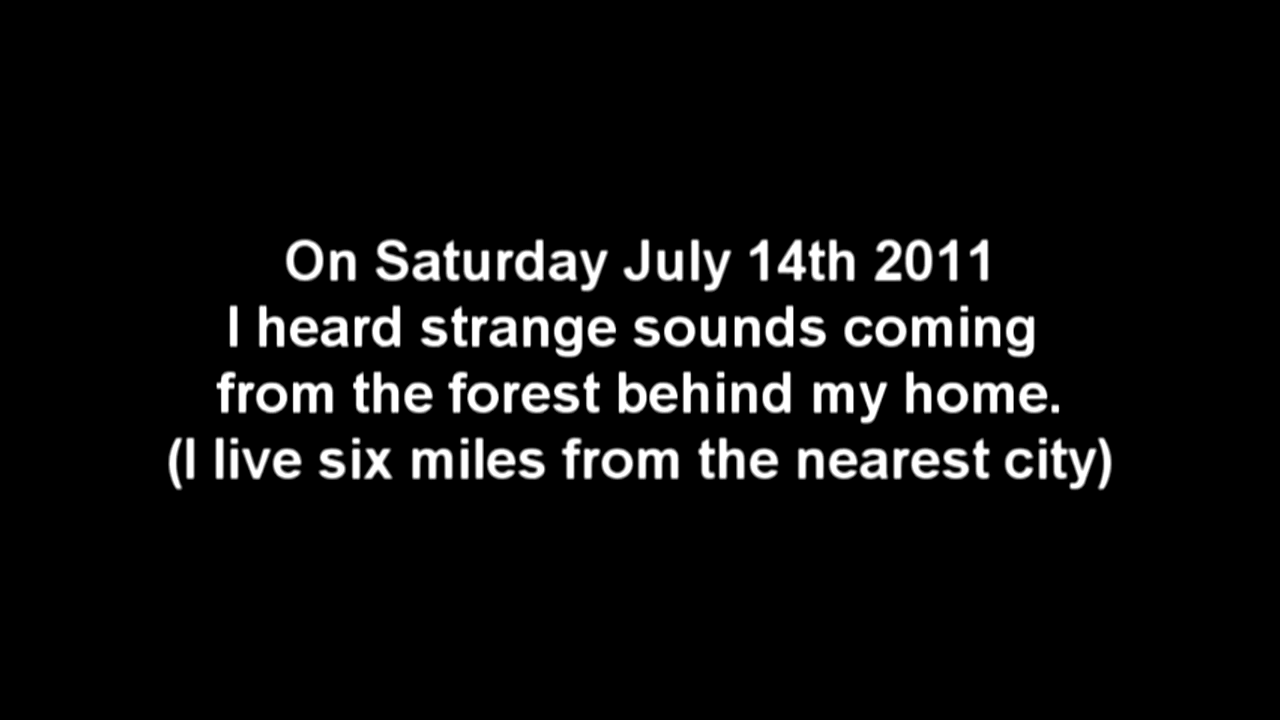 On Saturday July 14th 2011
I heard strange sounds coming
from the forest behind my home.
(I live six miles from the nearest city)